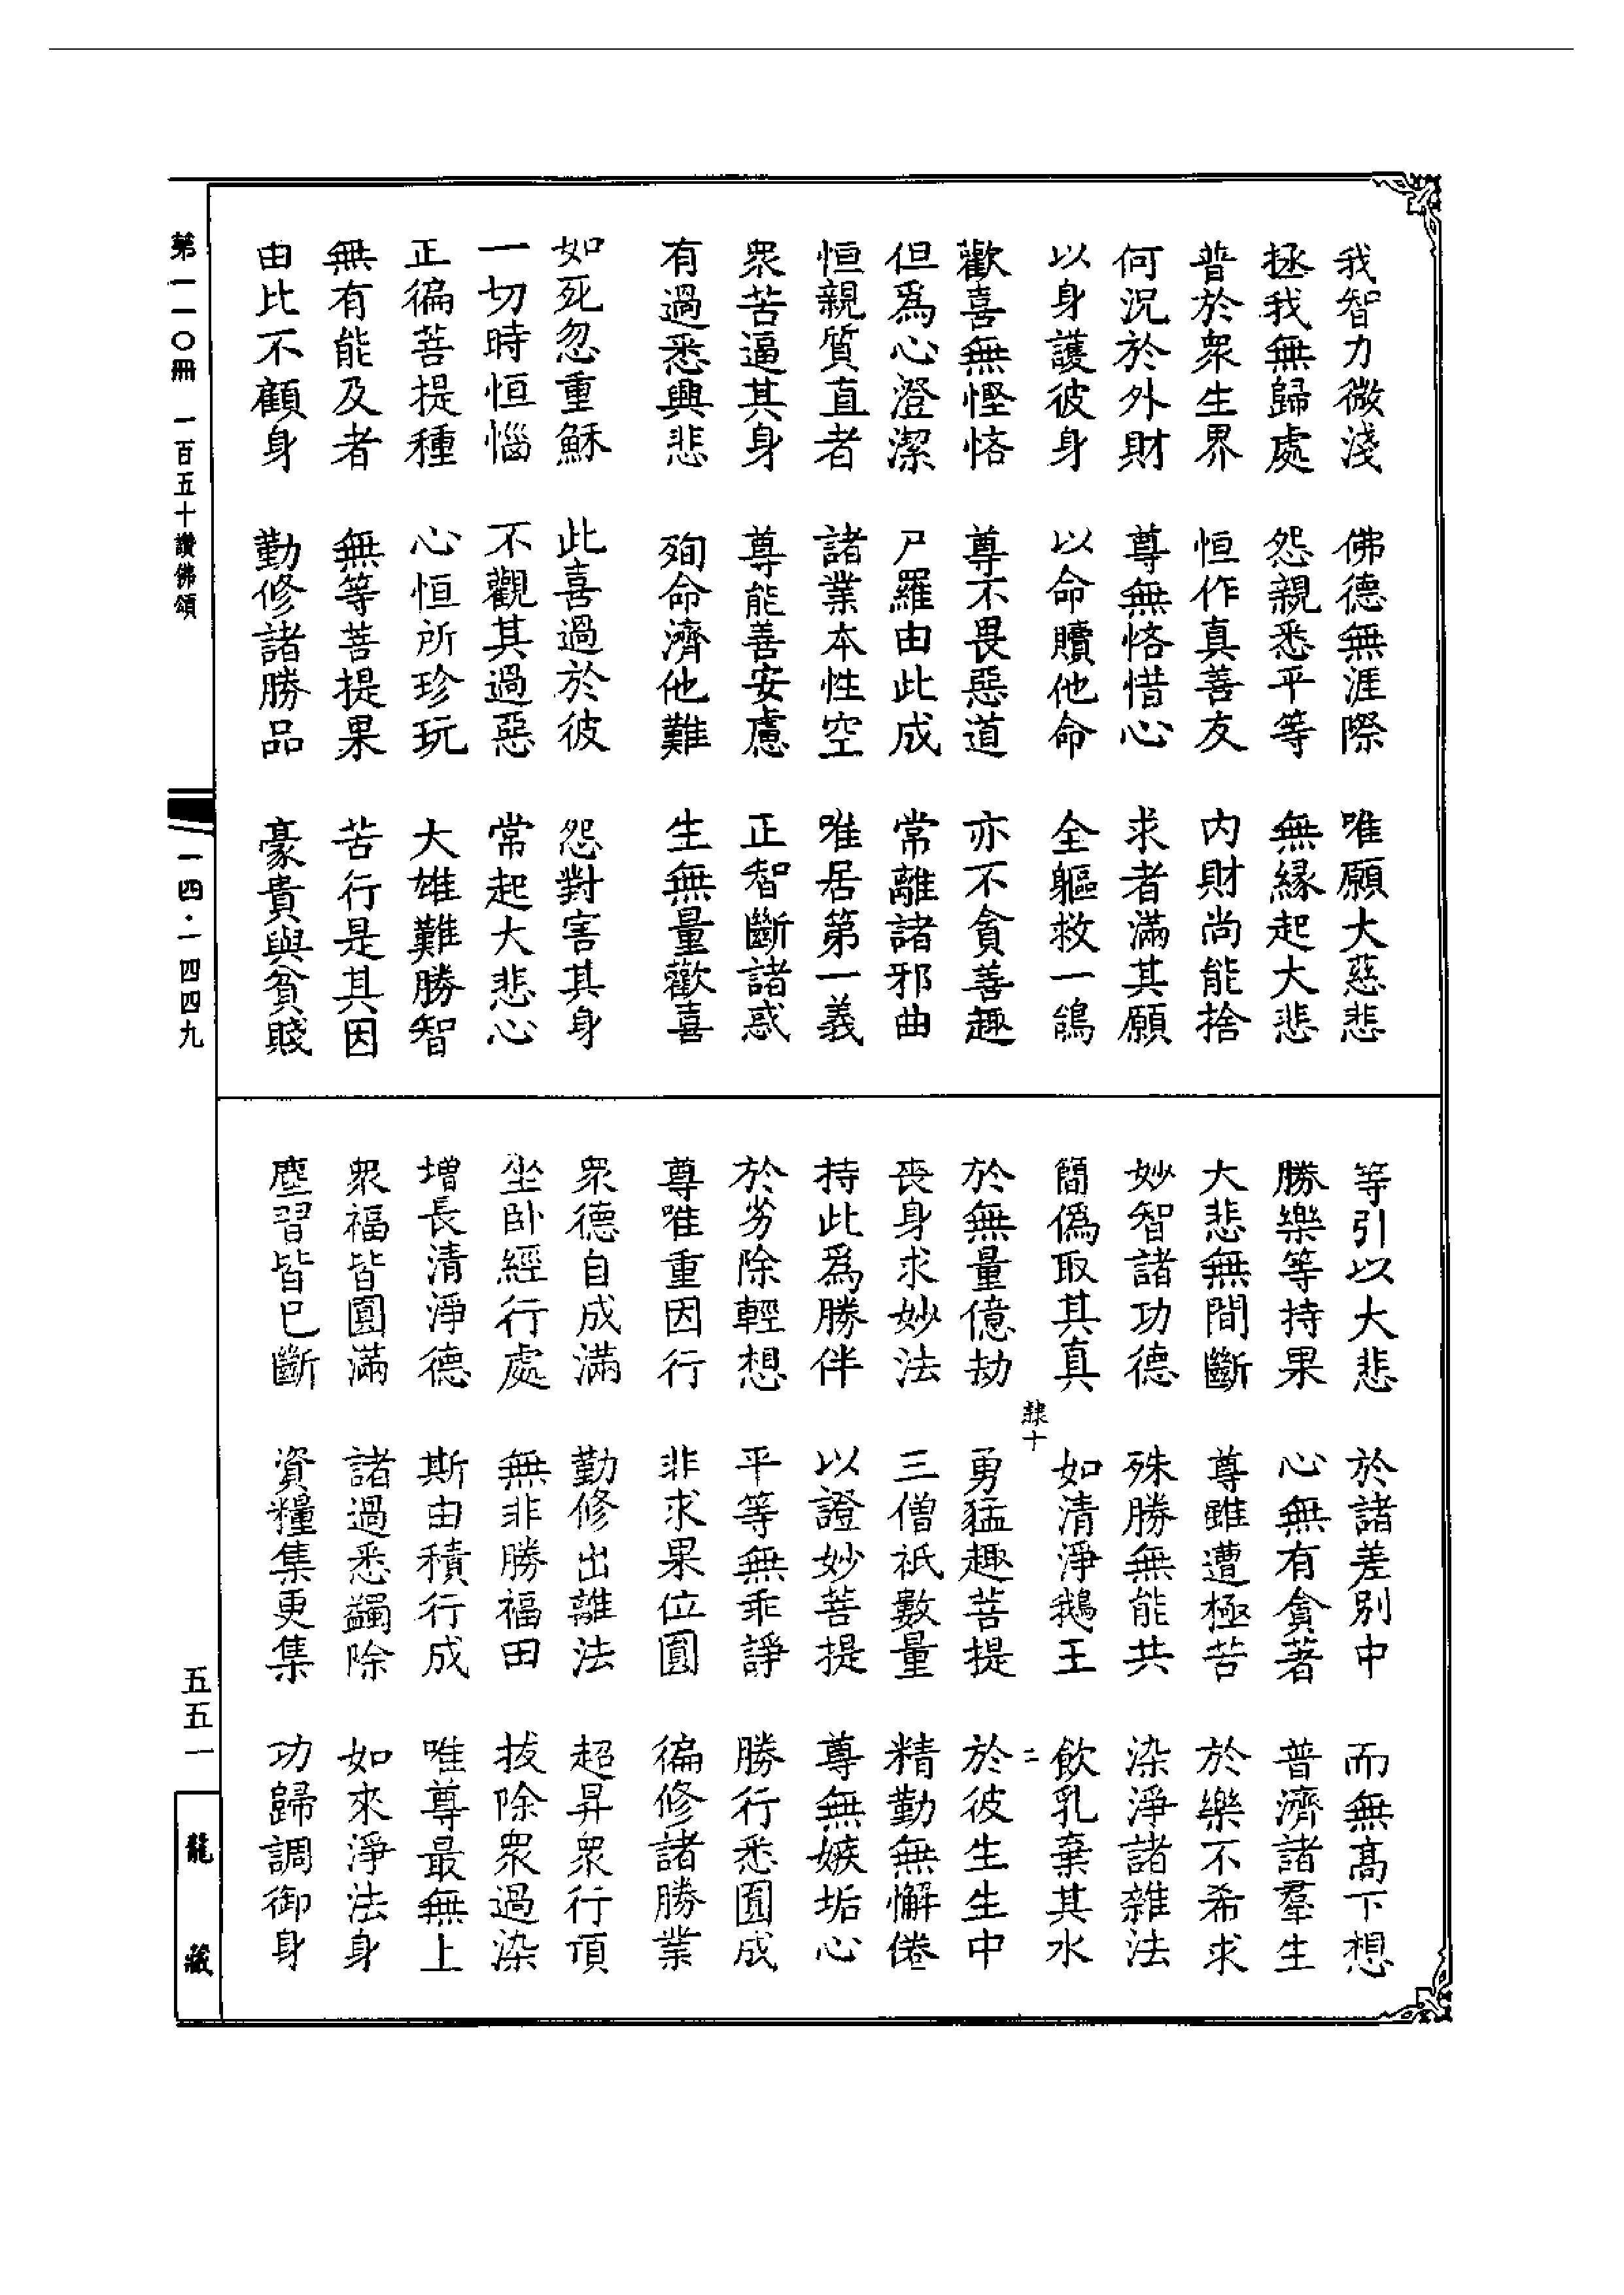 我智力微淺　佛德無涯際　唯願大慈悲
拯我無歸處　怨親悉平等　無緣起大悲
普於衆生界　恒作真善友　内財尚能捨
何況於外財　尊無悋惜心　求者滿其願
以身護彼身　以命贖他命　全軀救一鴿
歡喜無慳悋　尊不畏惡道　亦不貪善趣
但爲心澄潔　尸羅由此成　常離諸邪曲
恒親質直者　諸業本性空　唯居第一義
衆苦逼其身　尊能善安慮　正智斷諸惑
有過悉興悲　殉命濟他難　生無量歡喜
如死忽重穌　此喜過於彼　怨對害其身
一切時恒惱　不觀其過惡　常起大悲心
正徧菩提種　心恒所珍玩　大雄難勝智
無有能及者　無等菩提果　苦行是其因
由比不顧身　勤修諸勝品　豪貴與貧賤
等引以大悲　於諸差別中　而無高下想
勝樂等持果　心無有貪著　普濟諸羣生
大悲無間斷　尊雖遭極苦　於樂不希求
妙智諸功德　殊勝無能共　染淨諸雜法
簡僞取其真　如清淨鵝王　飲乳棄其水
隸十　二
於無量億劫　勇猛趣菩提　於彼生生中
喪身求妙法　三僧祇數量　精勤無懈倦
持此爲勝伴　以證妙菩提　尊無嫉垢心
於劣除輕想　平等無乖諍　勝行悉圓成
尊唯重因行　非求果位圓　徧修諸勝業
衆德自成滿　勤修出離法　超昇衆行頂
坐卧經行處　無非勝福田　拔除衆過染
增長清淨德　斯由積行成　唯尊最無上
衆福皆圓滿　諸過悉蠲除　如來淨法身
塵習皆已斷　資糧集更集　功歸調御身
第一一〇冊　一百五十讚佛頌
一四·一四四九
五五一
龍藏